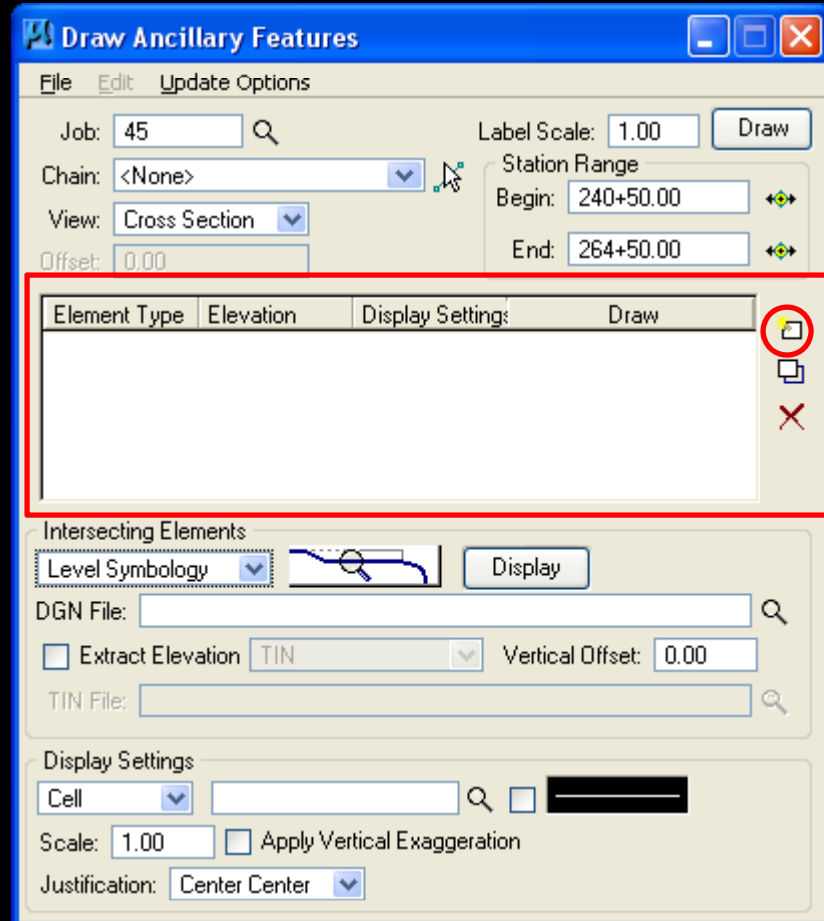 Draw Ancillary Features
File Edit Update Options
Job: 45 Label Scale: 1.00 Draw
Chain: <None> Station Range
Begin: 240+50.00
View: Cross Section
End: 264+50.00
Offset: 0.00
Element Type Elevation Display Settings Draw
Intersecting Elements
Level Symbology Display
DGN File:
Extract Elevation TIN Vertical Offset: 0.00
TIN File:
Display Settings
Cell
Scale: 1.00 Apply Vertical Exaggeration
Justification: Center Center